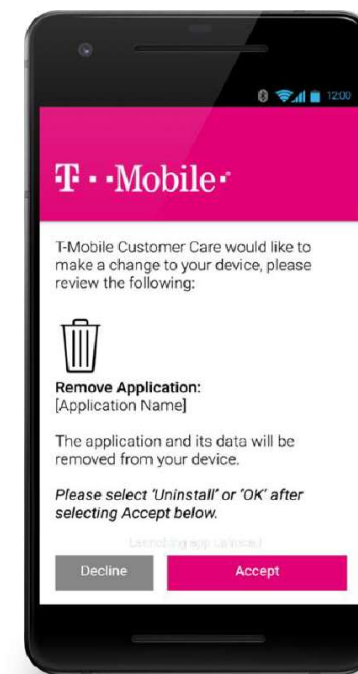 12:00
T··Mobile·
T-Mobile Customer Care would like to
make a change to your device, please
review the following:
Remove Application:
[Application Name]
The application and its data will be
removed from your device.
Please select 'Uninstall' or 'OK' after
selecting Accept below.
Decline
Accept